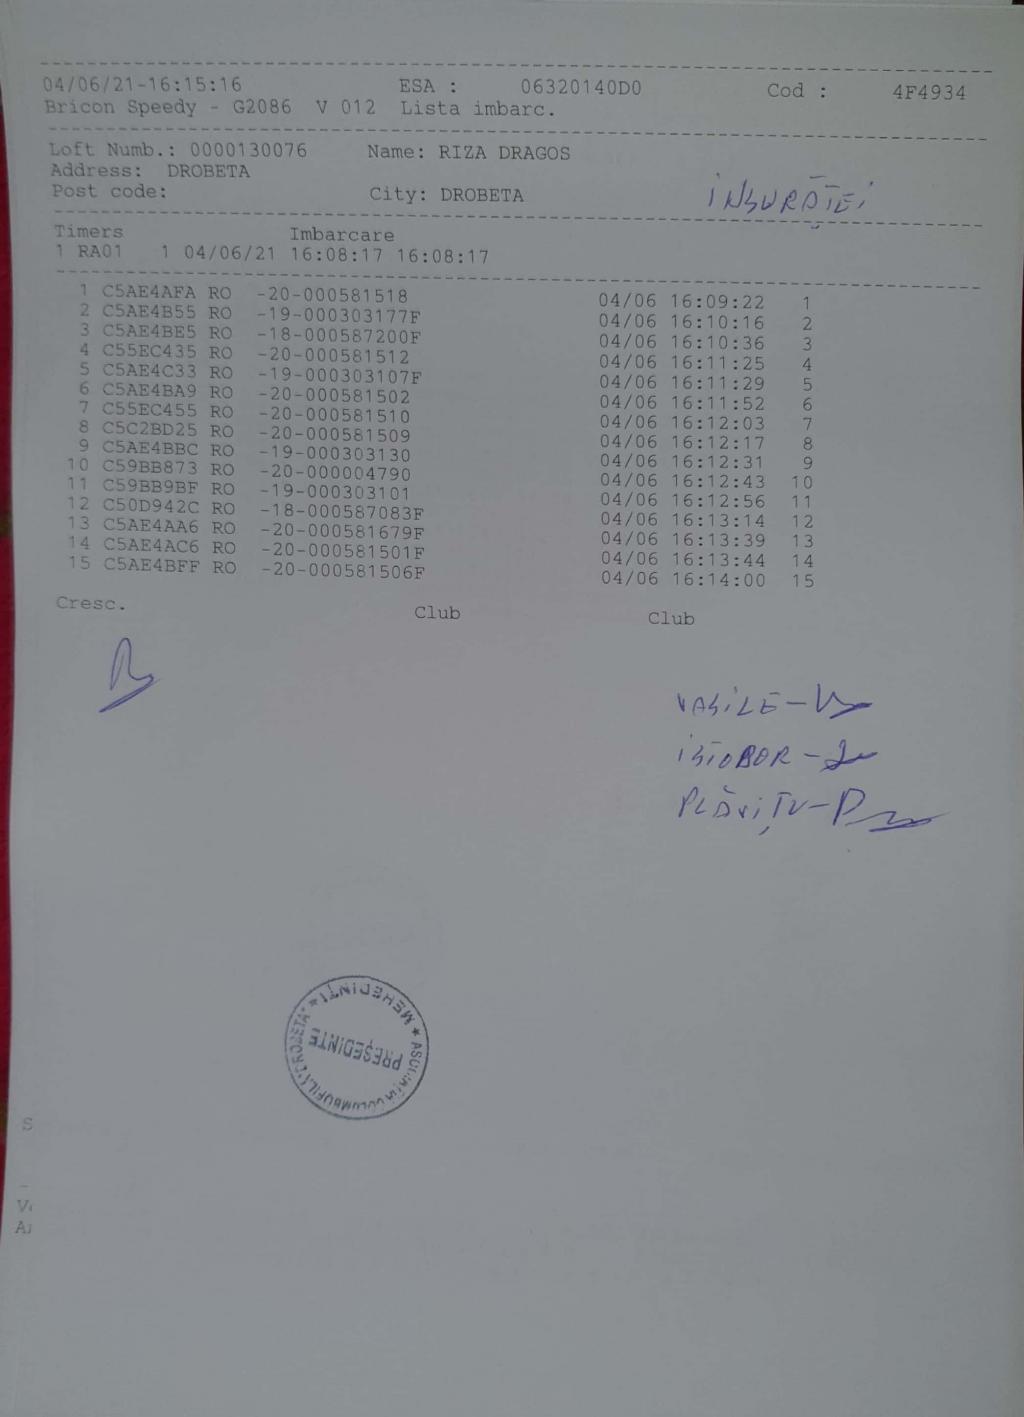 04/06/21-16:15:16 ESA : 06320140D0 Cod : 4F4934
Bricon Speedy - G2086 V 012 Lista imbarc.
Loft Numb.: 0000130076 Name: RIZA DRAGOS
Address: DROBETA
Post code: City: DROBETA
ÎNSURĂȚEI
Timers Imbarcare
1 RA01 1 04/06/21 16:08:17 16:08:17
1 C5AE4AFA RO -20-000581518 04/06 16:09:22 1
2 C5AE4B55 RO -19-000303177F 04/06 16:10:16 2
3 C5AE4BE5 RO -18-000587200F 04/06 16:10:36 3
4 C55EC435 RO -20-000581512 04/06 16:11:25 4
5 C5AE4C33 RO -19-000303107F 04/06 16:11:29 5
6 C5AE4BA9 RO -20-000581502 04/06 16:11:52 6
7 C55EC455 RO -20-000581510 04/06 16:12:03 7
8 C5C2BD25 RO -20-000581509 04/06 16:12:17 8
9 C5AE4BBC RO -19-000303130 04/06 16:12:31 9
10 C59BB873 RO -20-000004790 04/06 16:12:43 10
11 C59BB9BF RO -19-000303101 04/06 16:12:56 11
12 C50D942C RO -18-000587083F 04/06 16:13:14 12
13 C5AE4AA6 RO -20-000581679F 04/06 16:13:39 13
14 C5AE4AC6 RO -20-000581501F 04/06 16:13:44 14
15 C5AE4BFF RO -20-000581506F 04/06 16:14:00 15
Cresc. Club Club
VASILE -
ISTOBOR -
PLĂVIȚU -
* ASOCIAȚIA COLUMBOFILĂ "DROBETA" * MEHEDINȚI
PREȘEDINTE
S